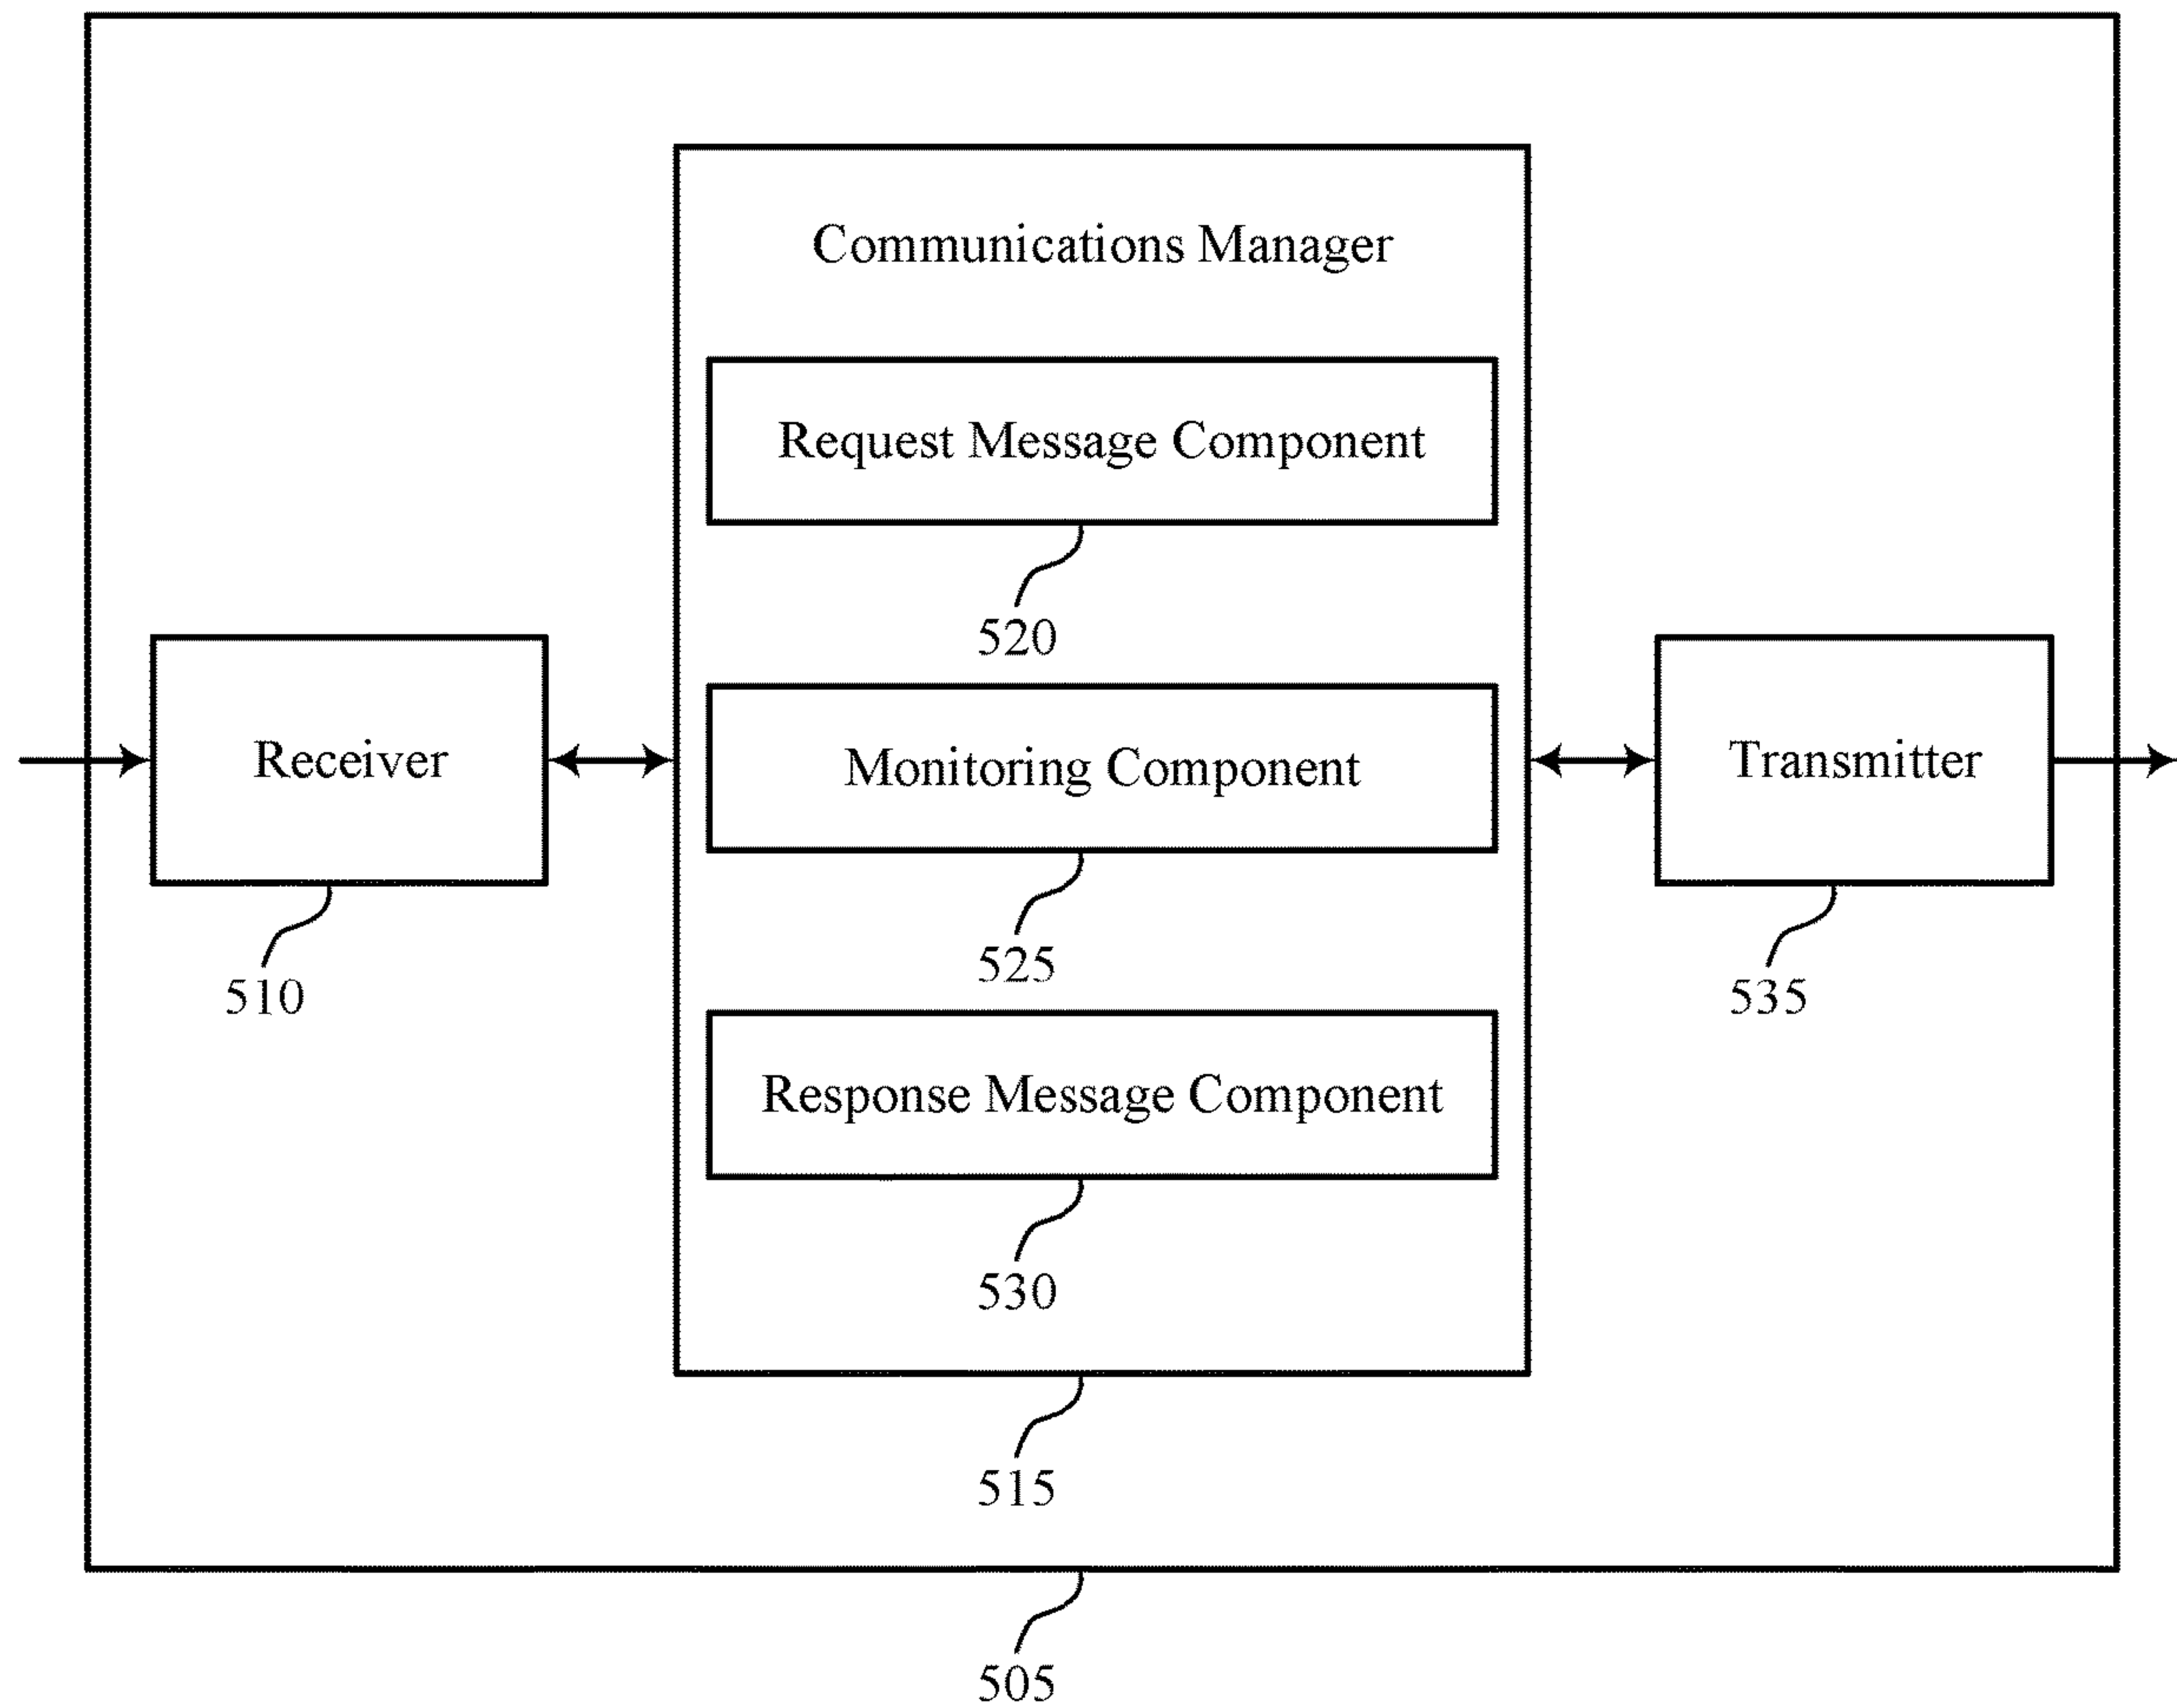 Communications Manager
Request Message Component
520
Receiver
510
Monitoring Component
525
Transmitter
535
Response Message Component
530
515
505